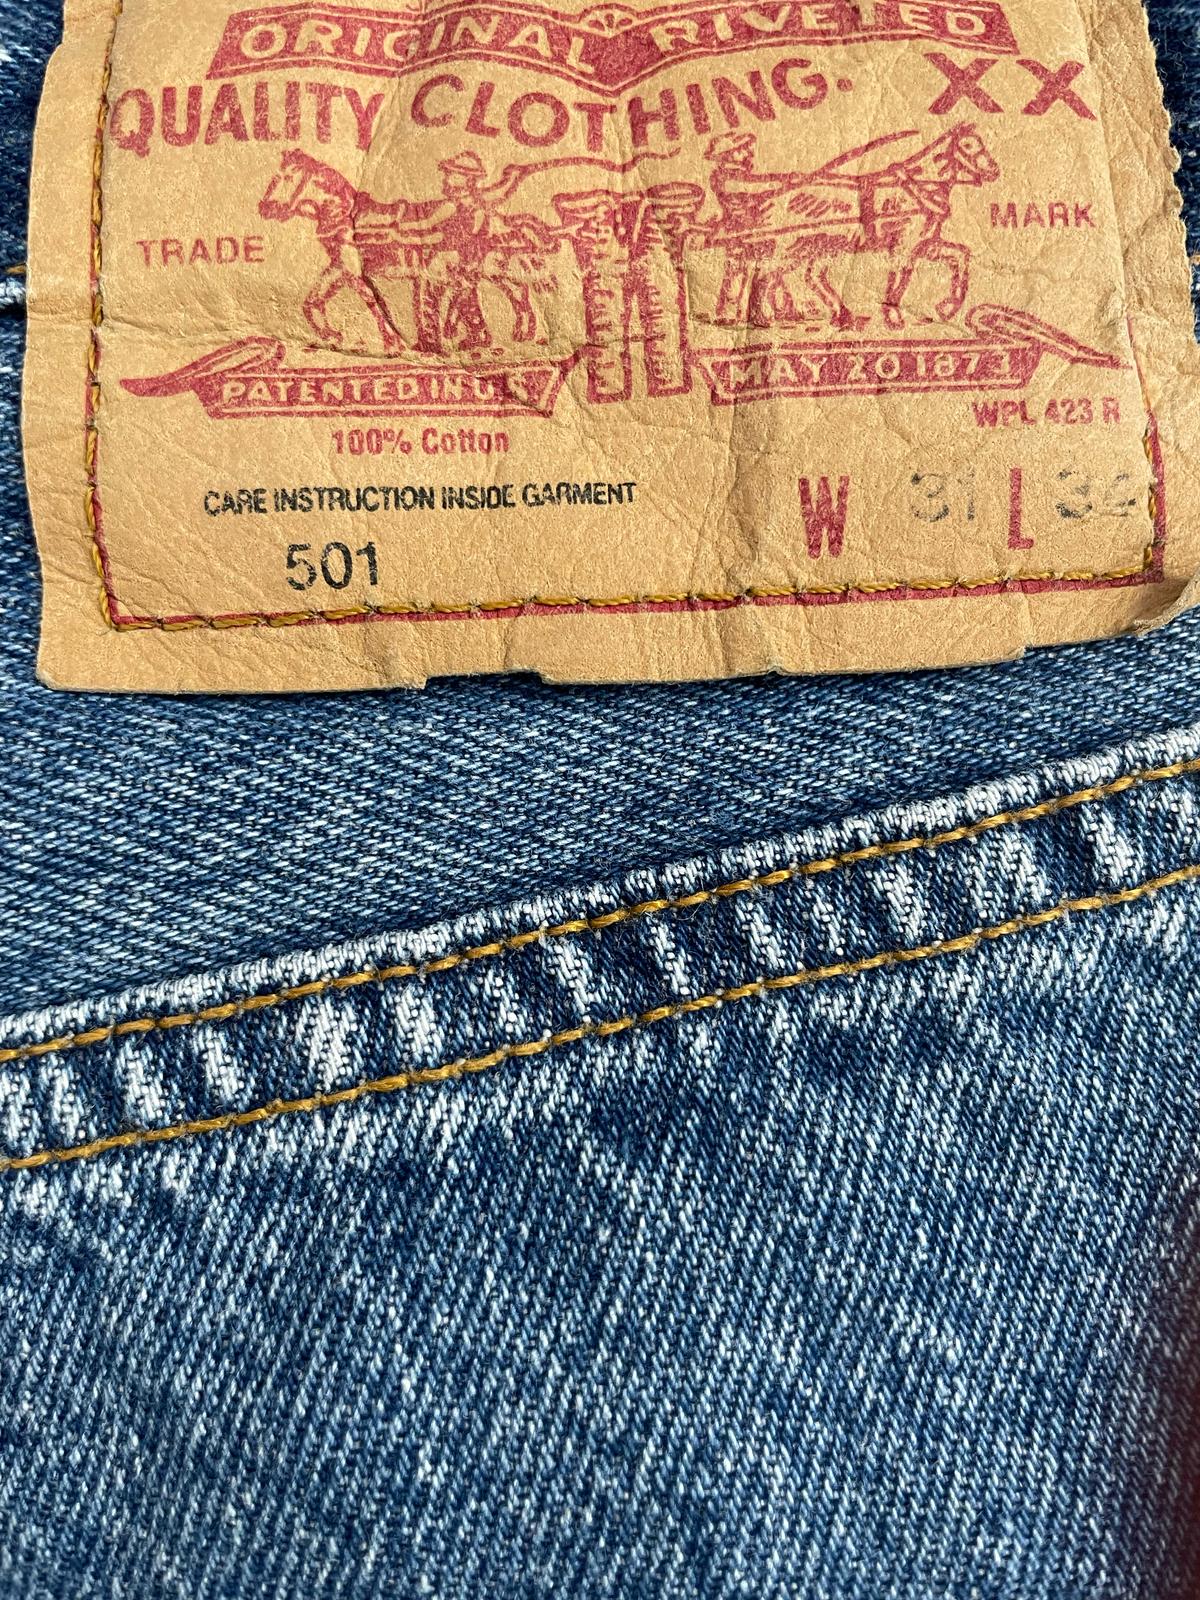 ORIGINAL RIVETED
QUALITY CLOTHING. XX
TRADE MARK
PATENTED IN U.S. MAY 20 1873
WPL 423 R
100% Cotton
CARE INSTRUCTION INSIDE GARMENT
W 31 L 32
501